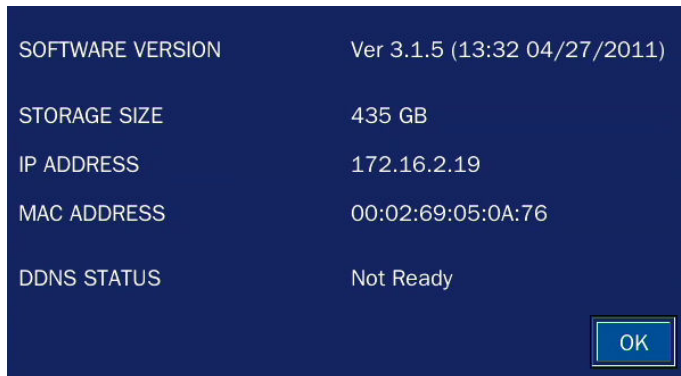 SOFTWARE VERSION Ver 3.1.5 (13:32 04/27/2011)
STORAGE SIZE 435 GB
IP ADDRESS 172.16.2.19
MAC ADDRESS 00:02:69:05:0A:76
DDNS STATUS Not Ready
OK